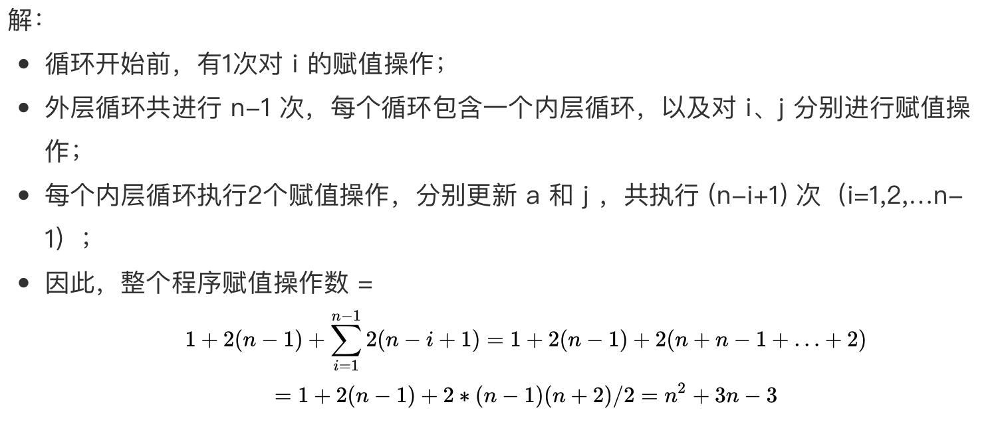 解：
• 循环开始前，有1次对 i 的赋值操作；
• 外层循环共进行 n–1 次，每个循环包含一个内层循环，以及对 i、j 分别进行赋值操
作；
• 每个内层循环执行2个赋值操作，分别更新 a 和 j ，共执行 (n–i+1) 次（i=1,2,…n–
1）；
• 因此，整个程序赋值操作数 =
$1 + 2(n-1) + \sum_{i=1}^{n-1} 2(n-i+1) = 1 + 2(n-1) + 2(n+n-1+\ldots+2)$
$= 1 + 2(n-1) + 2*(n-1)(n+2)/2 = n^2 + 3n - 3$